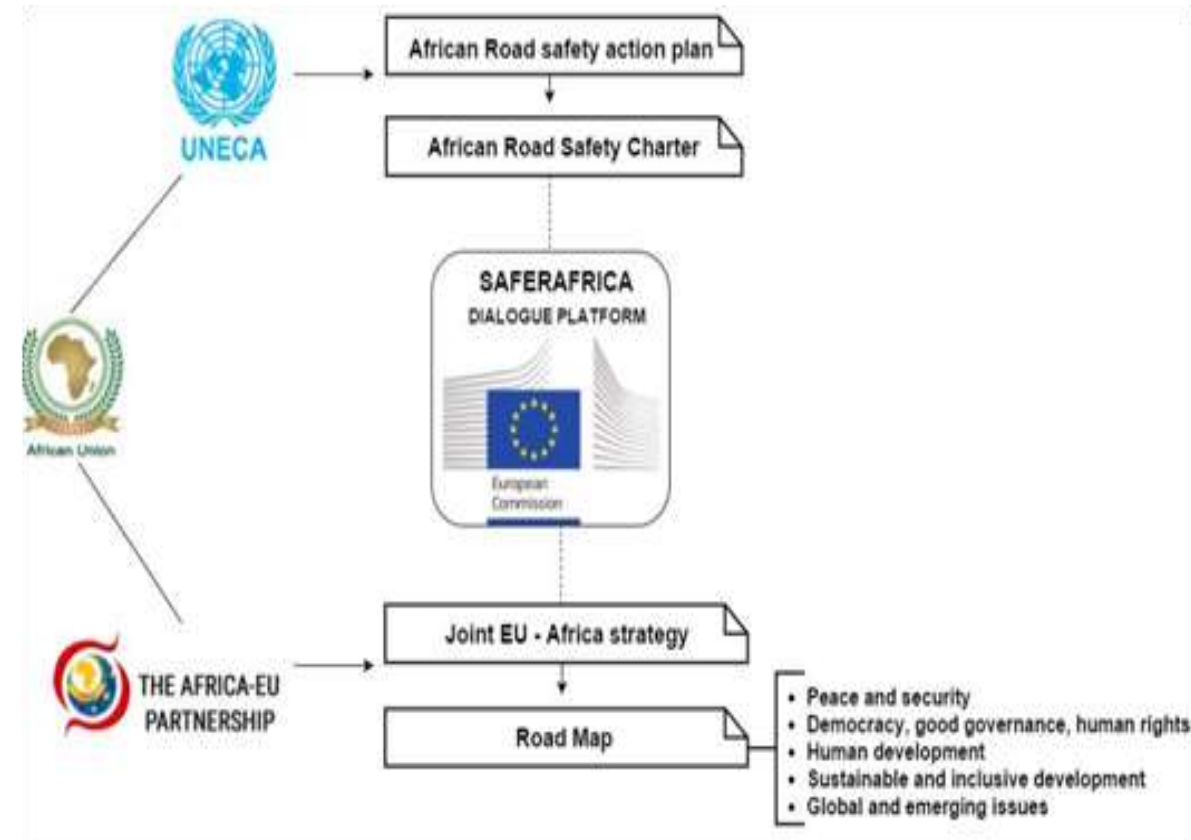 African Road safety action plan
UNECA
African Road Safety Charter
SAFERAFRICA
DIALOGUE PLATFORM
African Union
European
Commission
Joint EU - Africa strategy
THE AFRICA-EU
PARTNERSHIP
Road Map
• Peace and security
• Democracy, good governance, human rights
• Human development
• Sustainable and inclusive development
• Global and emerging issues